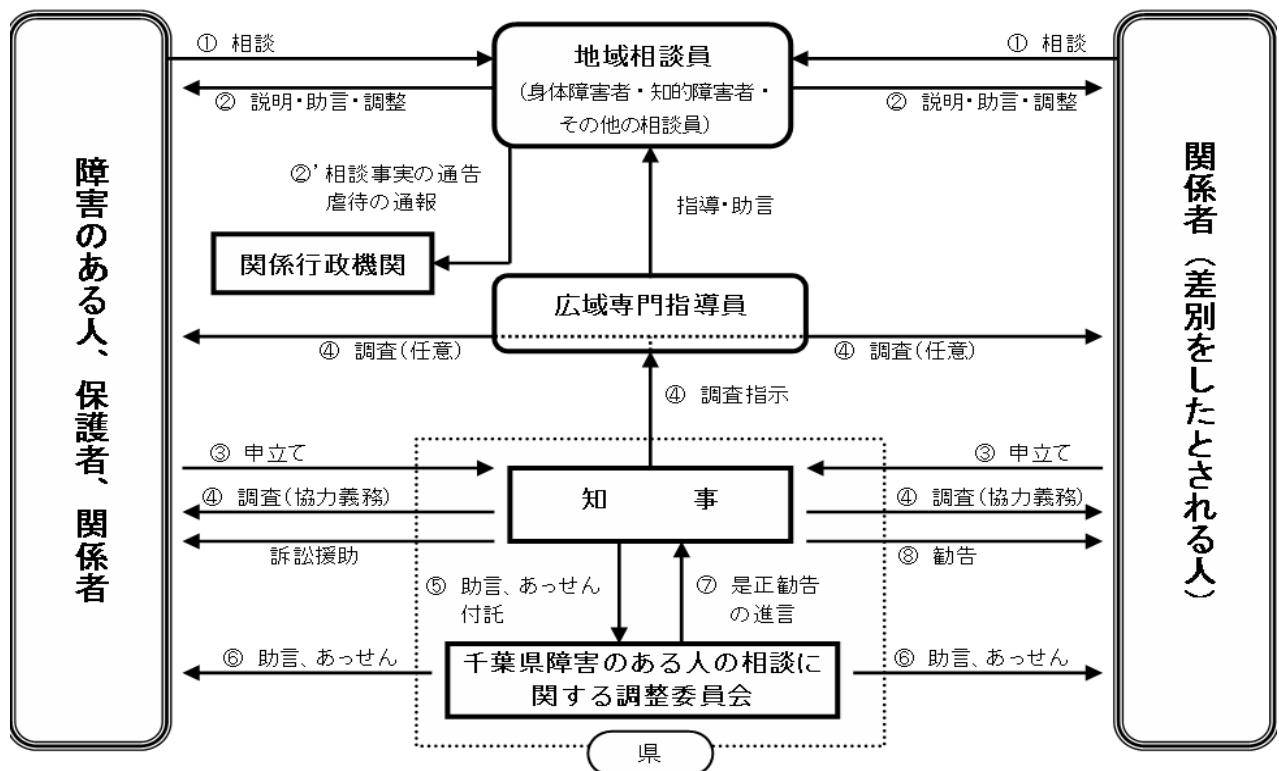 ① 相談
地域相談員
① 相談
② 説明・助言・調整
(身体障害者・知的障害者・
その他の相談員)
② 説明・助言・調整
障害のある人、保護者、関係者
関係者（差別をしたとされる人）
②’相談事実の通告
虐待の通報
指導・助言
関係行政機関
広域専門指導員
④ 調査(任意)
④ 調査(任意)
④ 調査指示
③ 申立て
③ 申立て
知 事
④ 調査(協力義務)
④ 調査(協力義務)
訴訟援助
⑧ 勧告
⑤ 助言、あっせん
付託
⑦ 是正勧告
の進言
⑥ 助言、あっせん
千葉県障害のある人の相談に
関する調整委員会
⑥ 助言、あっせん
県